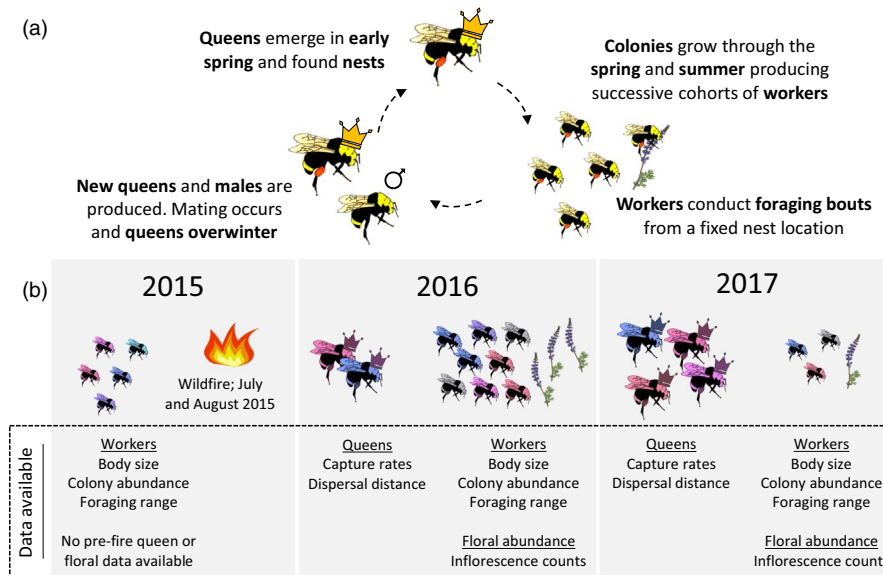 (a)
Queens emerge in early
spring and found nests
Colonies grow through the
spring and summer producing
successive cohorts of workers
New queens and males are
produced. Mating occurs
and queens overwinter
♂
Workers conduct foraging bouts
from a fixed nest location
(b)
2015
2016
2017
Wildfire; July
and August 2015
Data available
Workers
Body size
Colony abundance
Foraging range
No pre-fire queen or
floral data available
Queens
Capture rates
Dispersal distance
Workers
Body size
Colony abundance
Foraging range
Floral abundance
Inflorescence counts
Queens
Capture rates
Dispersal distance
Workers
Body size
Colony abundance
Foraging range
Floral abundance
Inflorescence counts